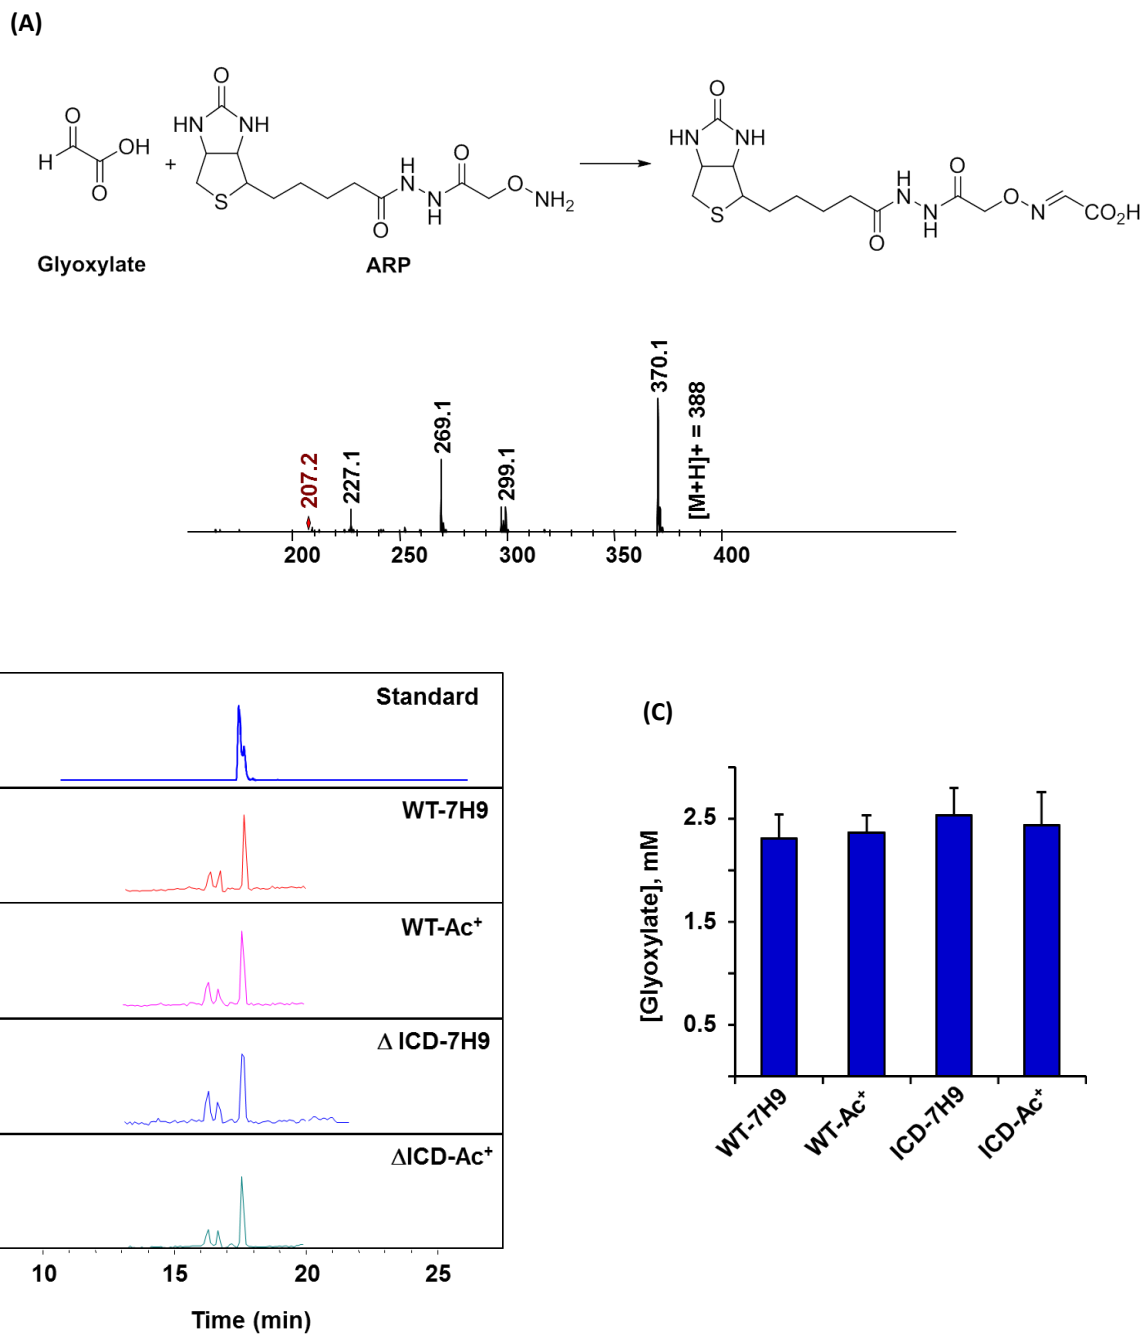 (A)
O
H
OH
O
+
O
HN
NH
S
O
H
N
N
H
O
O
NH2
O
HN
NH
S
O
H
N
N
H
O
O
N
CO2H
Glyoxylate
ARP
207.2
227.1
269.1
299.1
370.1
[M+H]+ = 388
200 250 300 350 400
Standard
WT-7H9
WT-Ac+
Δ ICD-7H9
ΔICD-Ac+
10 15 20 25
Time (min)
(C)
[Glyoxylate], mM
2.5
1.5
0.5
WT-7H9
WT-Ac+
ICD-7H9
ICD-Ac+